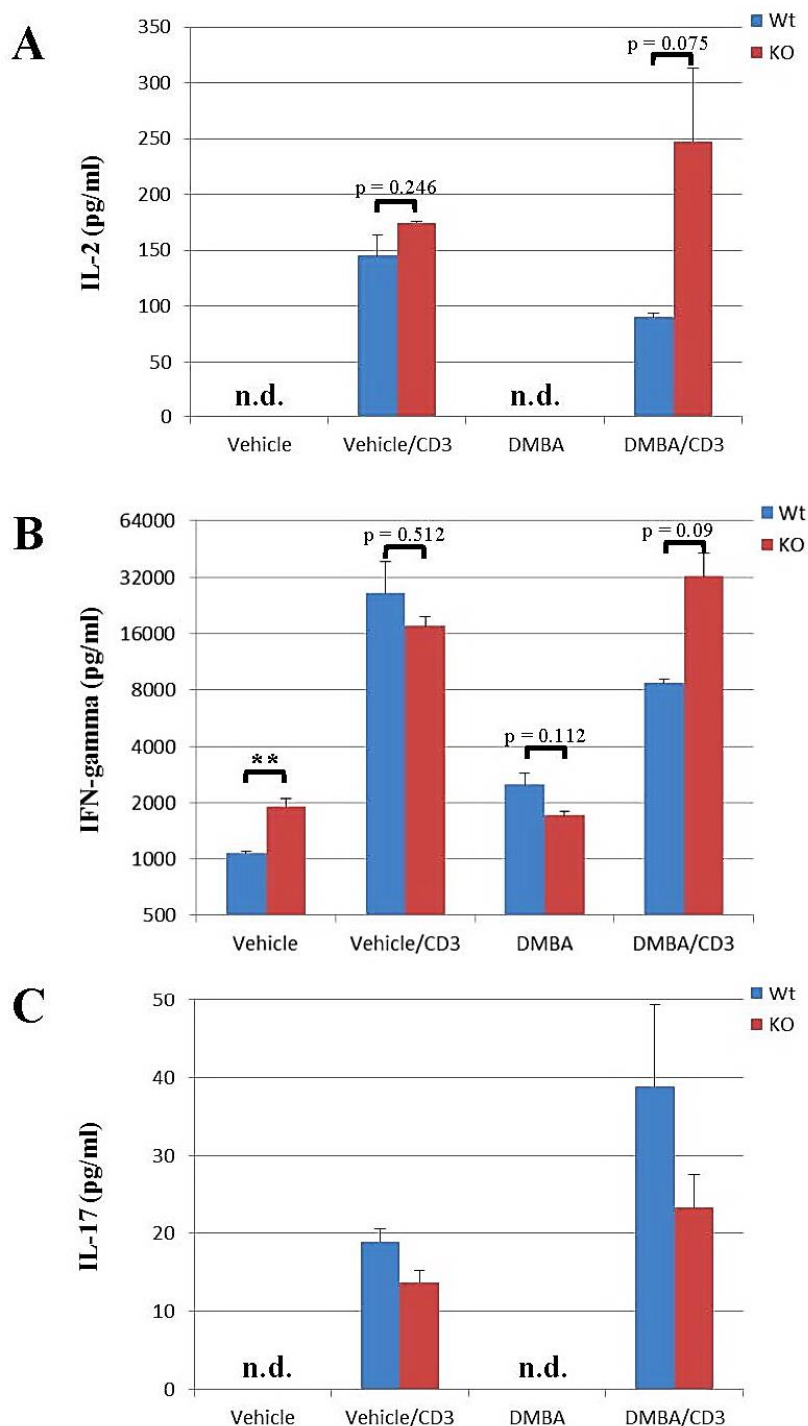 A
Wt
KO
IL-2 (pg/ml)
350
300
250
200
150
100
50
0
p = 0.246
p = 0.075
n.d.
n.d.
Vehicle
Vehicle/CD3
DMBA
DMBA/CD3
B
Wt
KO
IFN-gamma (pg/ml)
64000
32000
16000
8000
4000
2000
1000
500
**
p = 0.512
p = 0.112
p = 0.09
Vehicle
Vehicle/CD3
DMBA
DMBA/CD3
C
Wt
KO
IL-17 (pg/ml)
50
40
30
20
10
0
n.d.
n.d.
Vehicle
Vehicle/CD3
DMBA
DMBA/CD3